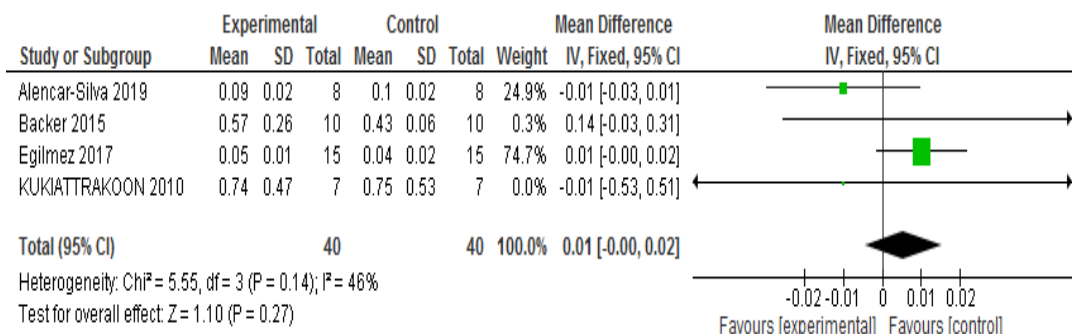 Experimental Control Mean Difference Mean Difference
Study or Subgroup Mean SD Total Mean SD Total Weight IV, Fixed, 95% CI IV, Fixed, 95% CI
Alencar-Silva 2019 0.09 0.02 8 0.1 0.02 8 24.9% -0.01 [-0.03, 0.01]
Backer 2015 0.57 0.26 10 0.43 0.06 10 0.3% 0.14 [-0.03, 0.31]
Egilmez 2017 0.05 0.01 15 0.04 0.02 15 74.7% 0.01 [-0.00, 0.02]
KUKIATTRAKOON 2010 0.74 0.47 7 0.75 0.53 7 0.0% -0.01 [-0.53, 0.51]
Total (95% CI) 40 40 100.0% 0.01 [-0.00, 0.02]
Heterogeneity: Chi² = 5.55, df = 3 (P = 0.14); I² = 46%
Test for overall effect: Z = 1.10 (P = 0.27)
-0.02 -0.01 0 0.01 0.02
Favours [experimental] Favours [control]